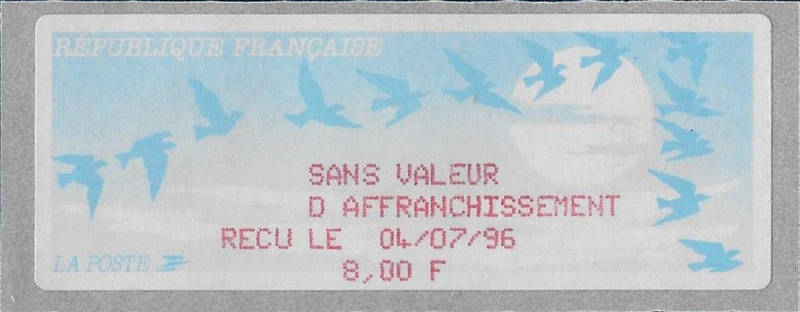 RÉPUBLIQUE FRANÇAISE
SANS VALEUR
D AFFRANCHISSEMENT
RECU LE 04/07/96
8,00 F
LA POSTE